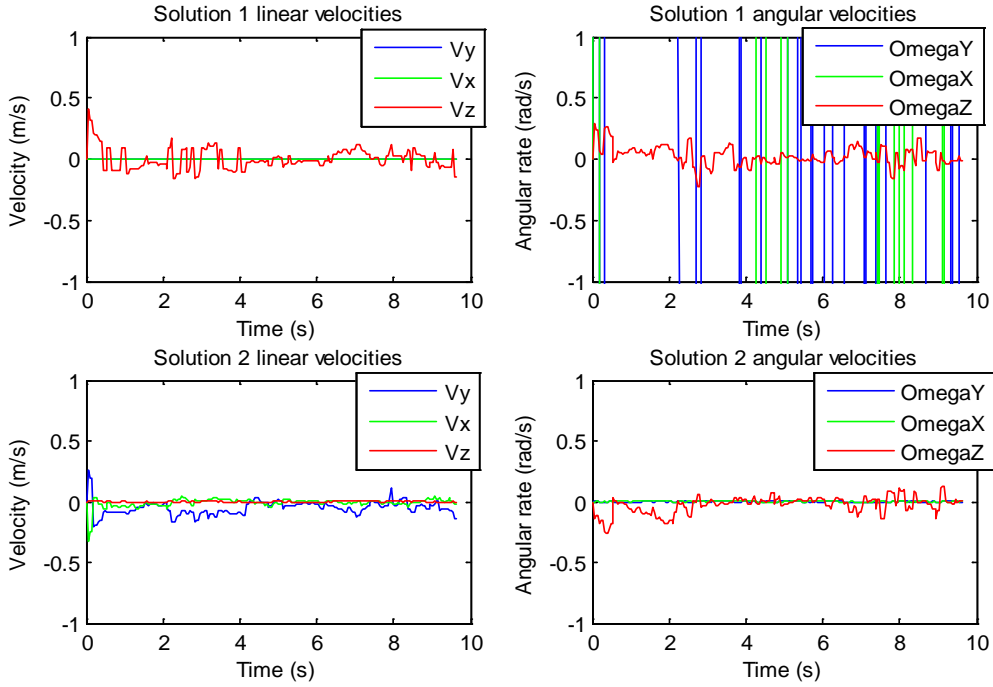 Solution 1 linear velocities
1
0.5
0
-0.5
-1
Velocity (m/s)
Vy
Vx
Vz
0
2
4
6
8
10
Time (s)
Solution 1 angular velocities
1
0.5
0
-0.5
-1
Angular rate (rad/s)
OmegaY
OmegaX
OmegaZ
0
2
4
6
8
10
Time (s)
Solution 2 linear velocities
1
0.5
0
-0.5
-1
Velocity (m/s)
Vy
Vx
Vz
0
2
4
6
8
10
Time (s)
Solution 2 angular velocities
1
0.5
0
-0.5
-1
Angular rate (rad/s)
OmegaY
OmegaX
OmegaZ
0
2
4
6
8
10
Time (s)